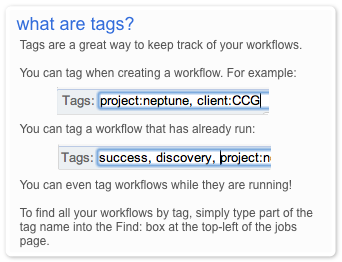 what are tags?
Tags are a great way to keep track of your workflows.
You can tag when creating a workflow. For example:
Tags: project:neptune, client:CCG
You can tag a workflow that has already run:
Tags: success, discovery, project:n
You can even tag workflows while they are running!
To find all your workflows by tag, simply type part of the
tag name into the Find: box at the top-left of the jobs
page.